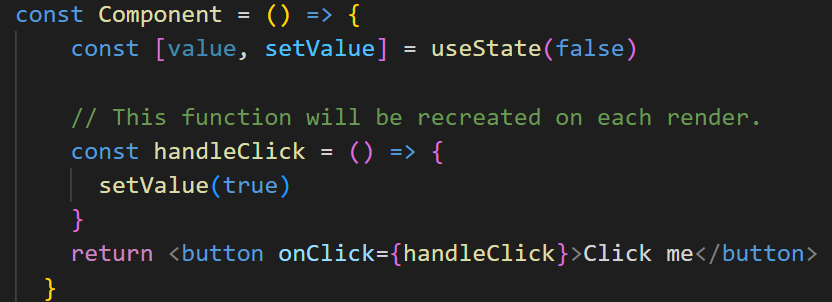 const Component = () => {
const [value, setValue] = useState(false)
// This function will be recreated on each render.
const handleClick = () => {
setValue(true)
}
return <button onClick={handleClick}>Click me</button>
}